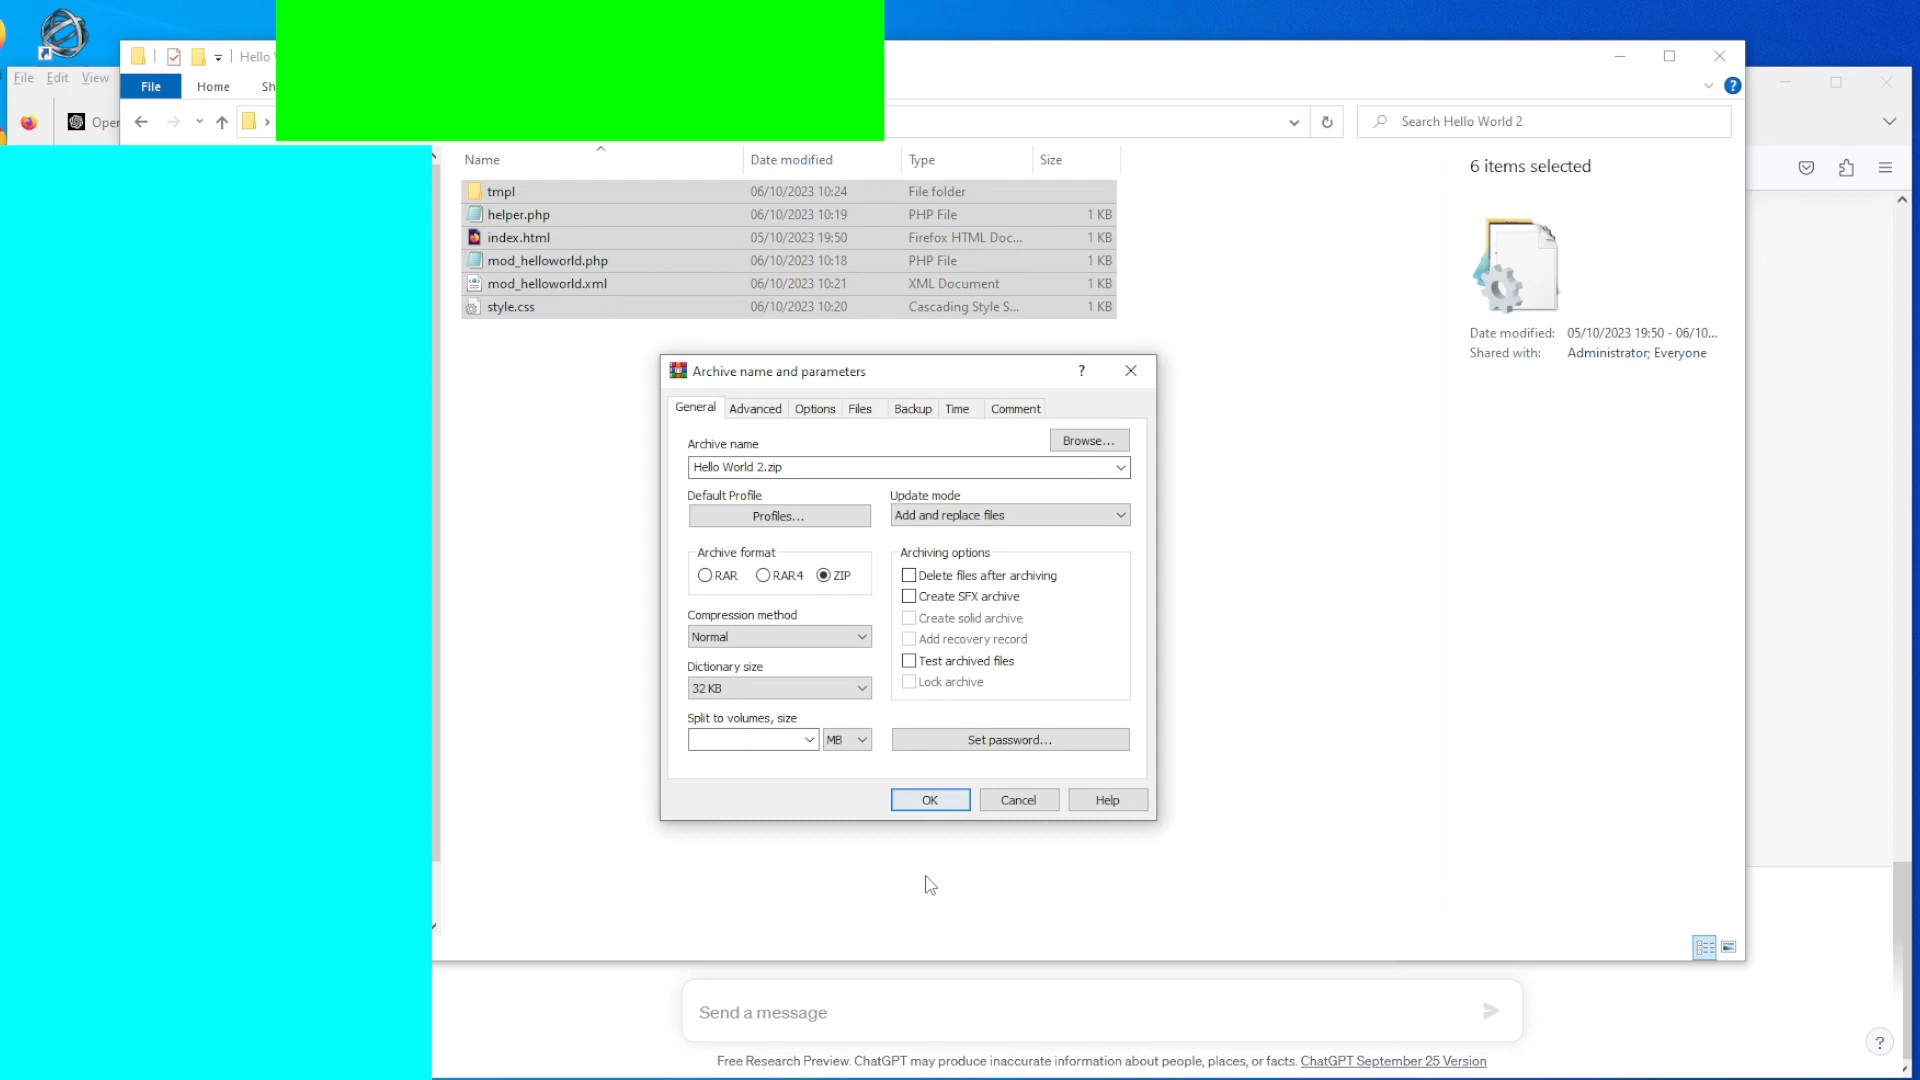 File Edit View
Hello
File Home
Open
Search Hello World 2
Name Date modified Type Size
tmpl 06/10/2023 10:24 File folder
helper.php 06/10/2023 10:19 PHP File 1 KB
index.html 05/10/2023 19:50 Firefox HTML Doc... 1 KB
mod_helloworld.php 06/10/2023 10:18 PHP File 1 KB
mod_helloworld.xml 06/10/2023 10:21 XML Document 1 KB
style.css 06/10/2023 10:20 Cascading Style S... 1 KB
6 items selected
Date modified: 05/10/2023 19:50 - 06/10...
Shared with: Administrator; Everyone
Archive name and parameters ?
General Advanced Options Files Backup Time Comment
Archive name Browse...
Hello World 2.zip
Default Profile Update mode
Profiles... Add and replace files
Archive format Archiving options
RAR RAR4 ZIP Delete files after archiving
Create SFX archive
Compression method Create solid archive
Normal Add recovery record
Dictionary size Test archived files
32 KB Lock archive
Split to volumes, size
MB Set password...
OK Cancel Help
Send a message
Free Research Preview. ChatGPT may produce inaccurate information about people, places, or facts. ChatGPT September 25 Version
?